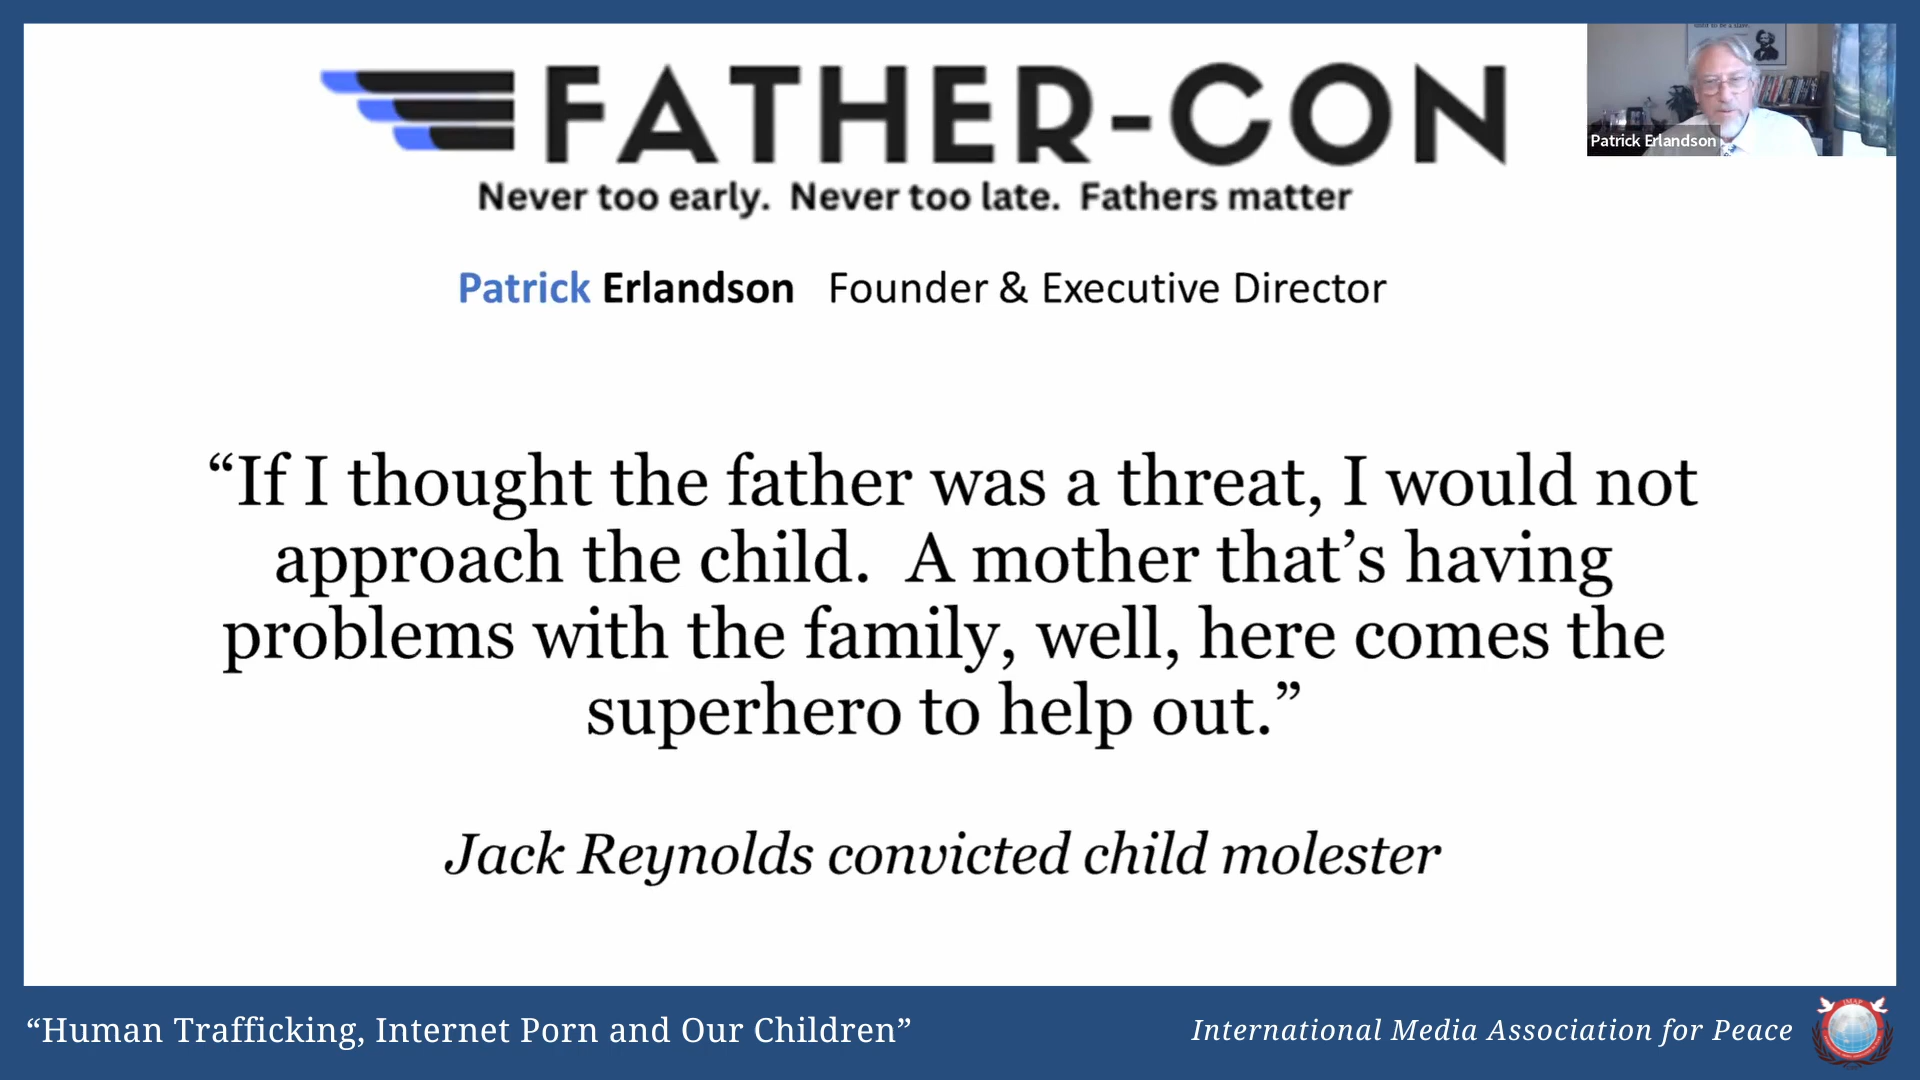 FATHER-CON
Never too early.  Never too late.  Fathers matter
Patrick Erlandson   Founder & Executive Director
Patrick Erlandson
“If I thought the father was a threat, I would not
approach the child.  A mother that’s having
problems with the family, well, here comes the
superhero to help out.”
Jack Reynolds convicted child molester
“Human Trafficking, Internet Porn and Our Children”
International Media Association for Peace